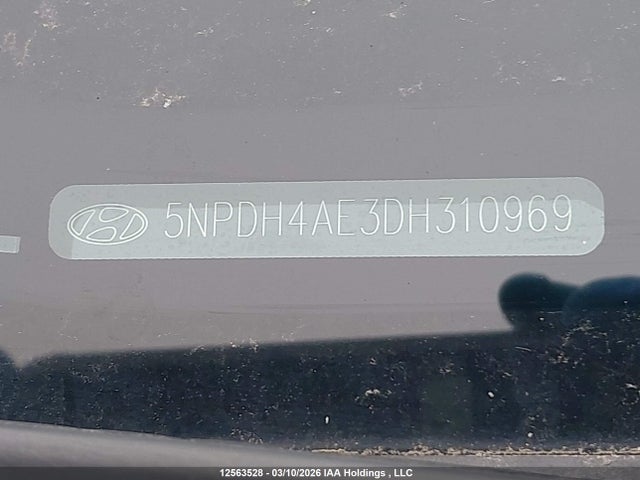 5NPDH4AE3DH310969
12563528 - 03/10/2026 IAA Holdings , LLC